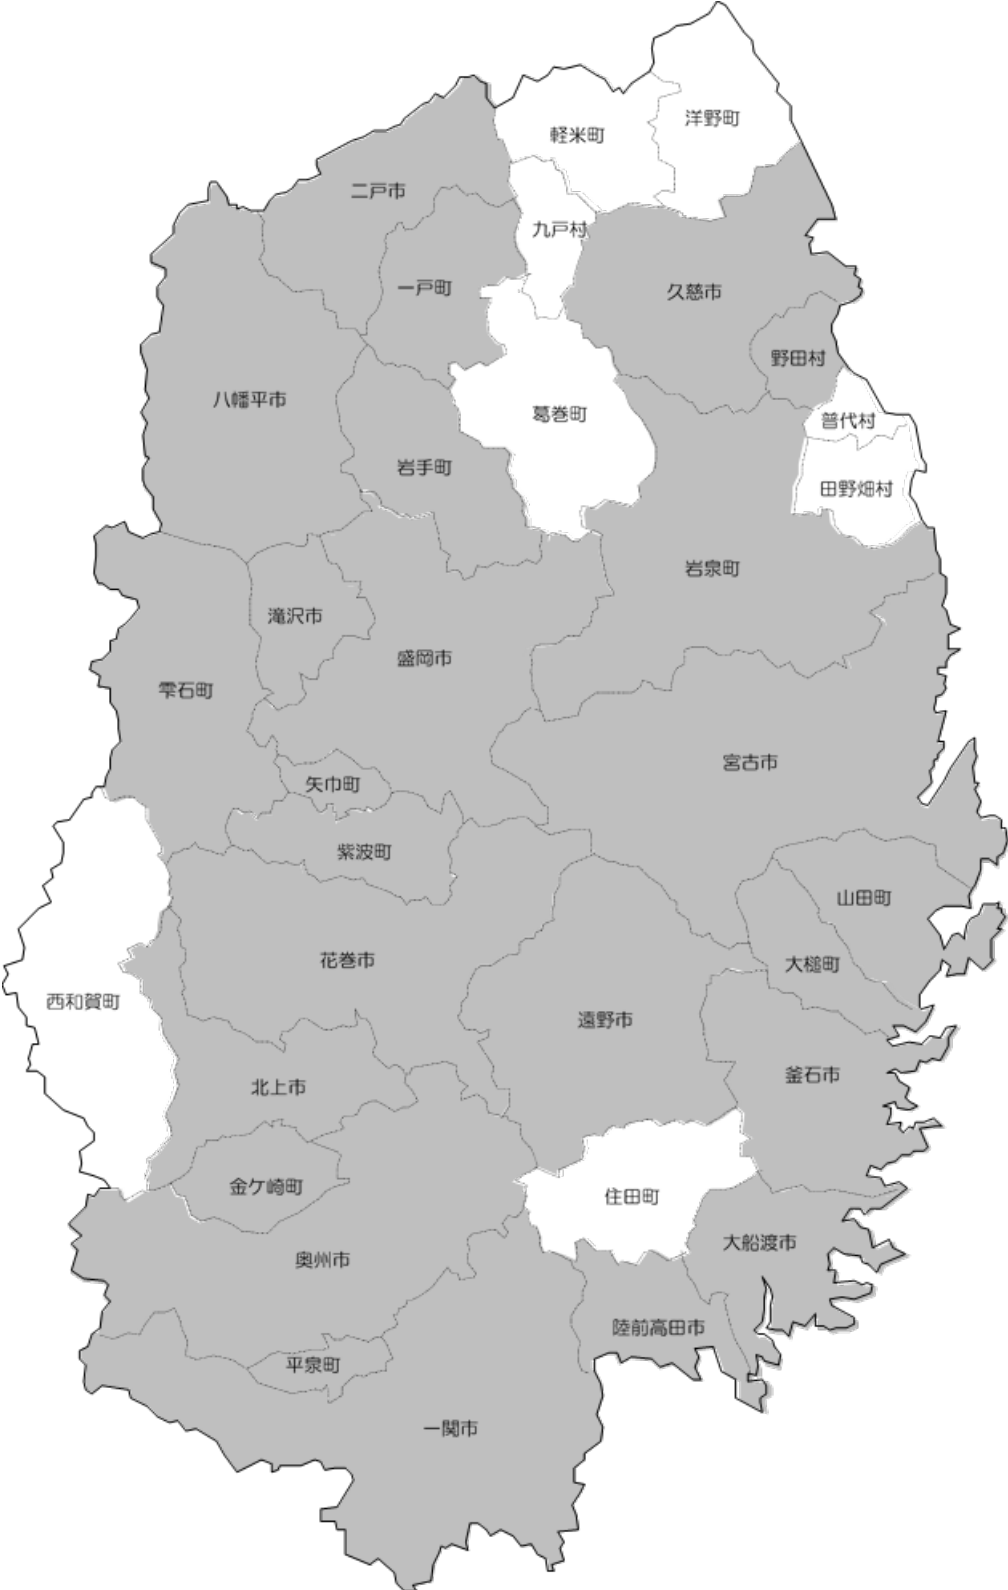 洋野町
軽米町
二戸市
九戸村
一戸町
久慈市
野田村
八幡平市
葛巻町
普代村
岩手町
田野畑村
岩泉町
滝沢市
盛岡市
雫石町
宮古市
矢巾町
紫波町
山田町
花巻市
大槌町
西和賀町
遠野市
釜石市
北上市
金ケ崎町
住田町
大船渡市
奥州市
陸前高田市
平泉町
一関市